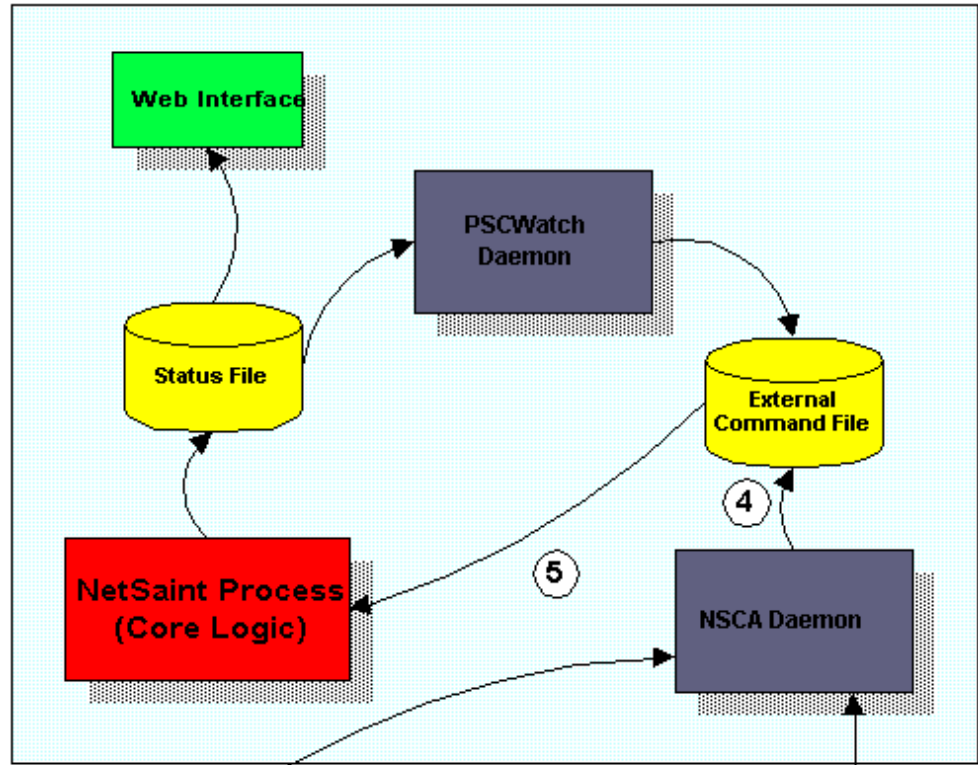 Web Interface
PSCWatch
Daemon
Status File
External
Command File
4
NetSaint Process
(Core Logic)
5
NSCA Daemon